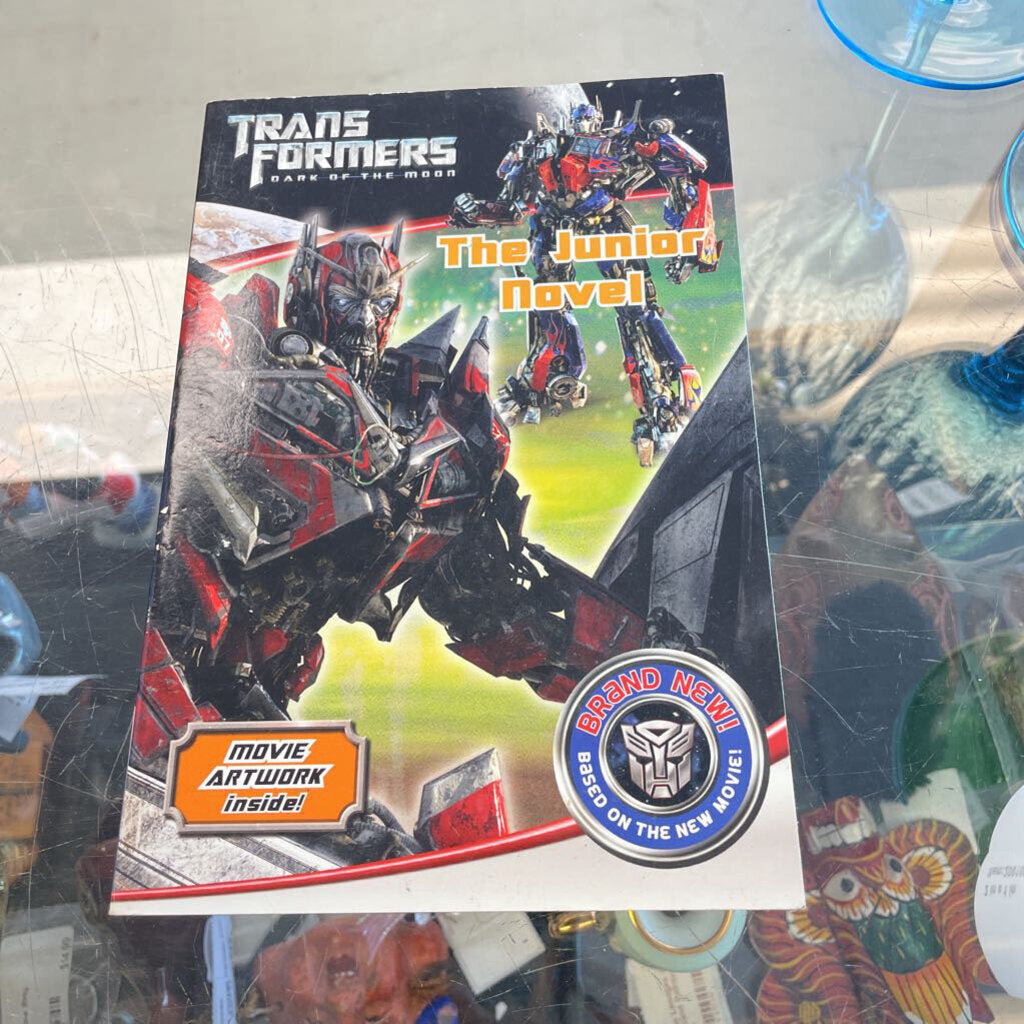 TRANS
FORMERS
DARK OF THE MOON
The Junior
Novel
MOVIE
ARTWORK
inside!
BRAND NEW!
BASED ON THE NEW MOVIE!